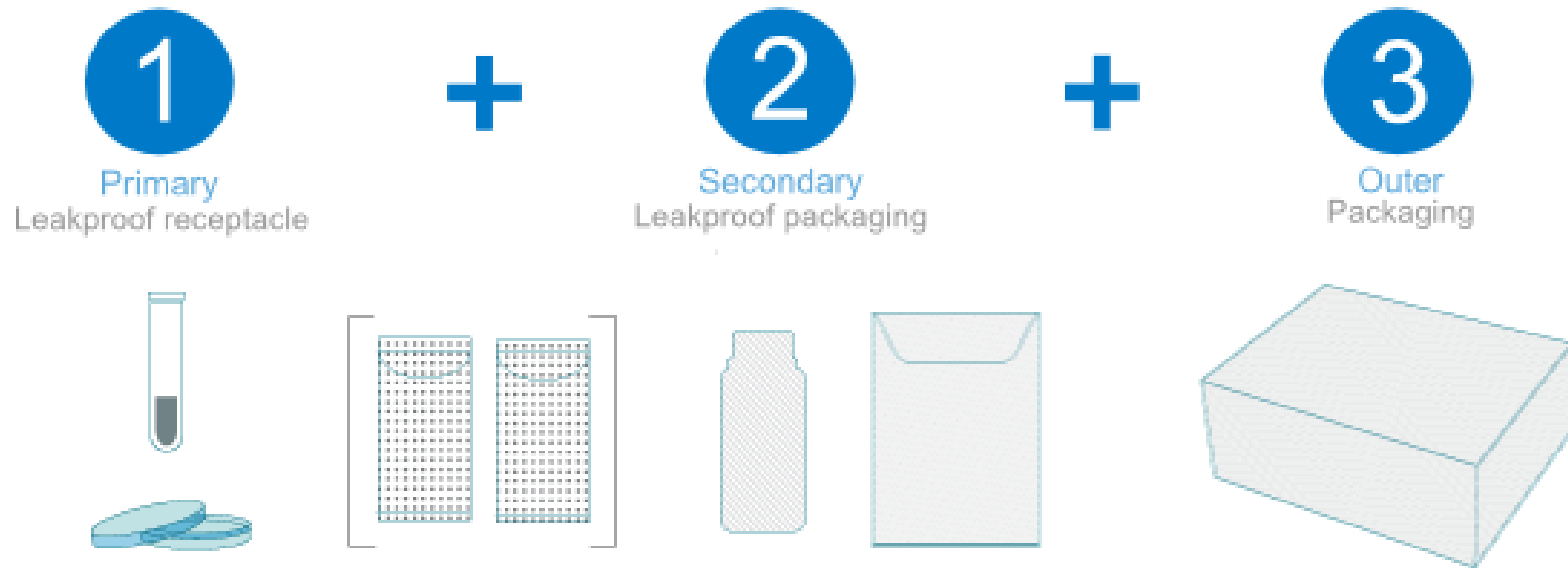 1 + 2 + 3
Primary
Leakproof receptacle
Secondary
Leakproof packaging
Outer
Packaging